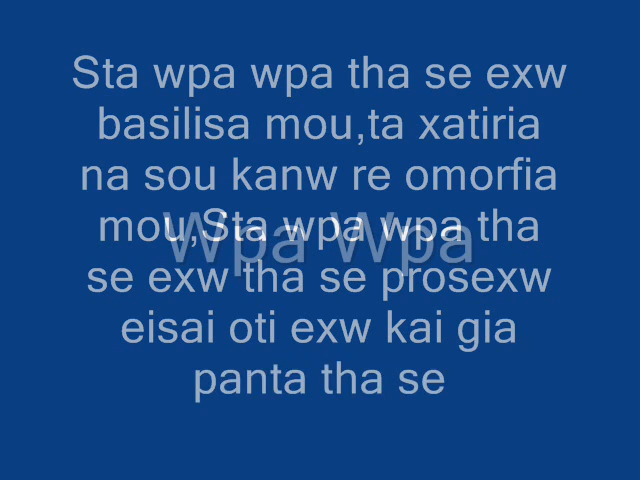 Sta wpa wpa tha se exw
basilisa mou,ta xatiria
na sou kanw re omorfia
mou,Sta wpa wpa tha
Wpa Wpa
se exw tha se prosexw
eisai oti exw kai gia
panta tha se